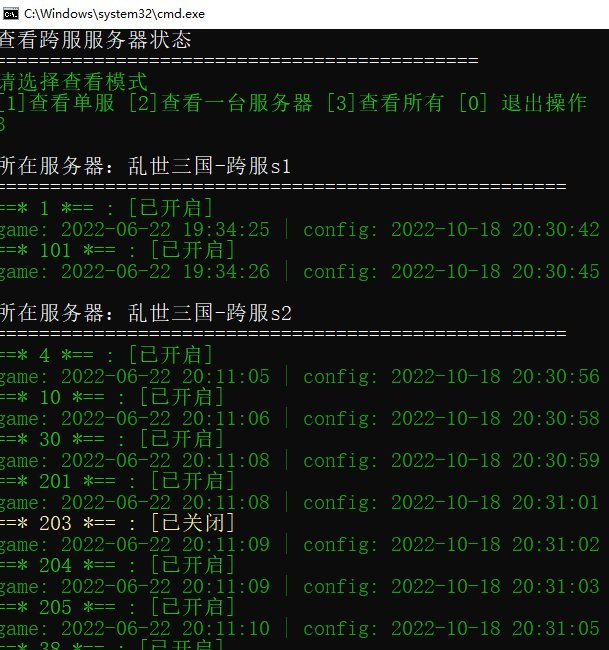 C:\Windows\system32\cmd.exe
查看跨服服务器状态
==============================================
请选择查看模式
[1]查看单服 [2]查看一台服务器 [3]查看所有 [0] 退出操作
3
所在服务器: 乱世三国-跨服s1
======================================================
==* 1 *== : [已开启]
game: 2022-06-22 19:34:25 | config: 2022-10-18 20:30:42
==* 101 *== : [已开启]
game: 2022-06-22 19:34:26 | config: 2022-10-18 20:30:45
所在服务器: 乱世三国-跨服s2
======================================================
==* 4 *== : [已开启]
game: 2022-06-22 20:11:05 | config: 2022-10-18 20:30:56
==* 10 *== : [已开启]
game: 2022-06-22 20:11:06 | config: 2022-10-18 20:30:58
==* 30 *== : [已开启]
game: 2022-06-22 20:11:08 | config: 2022-10-18 20:30:59
==* 201 *== : [已开启]
game: 2022-06-22 20:11:08 | config: 2022-10-18 20:31:01
==* 203 *== : [已关闭]
game: 2022-06-22 20:11:09 | config: 2022-10-18 20:31:02
==* 204 *== : [已开启]
game: 2022-06-22 20:11:09 | config: 2022-10-18 20:31:03
==* 205 *== : [已开启]
game: 2022-06-22 20:11:10 | config: 2022-10-18 20:31:05
==* 38 *== : [已开启]